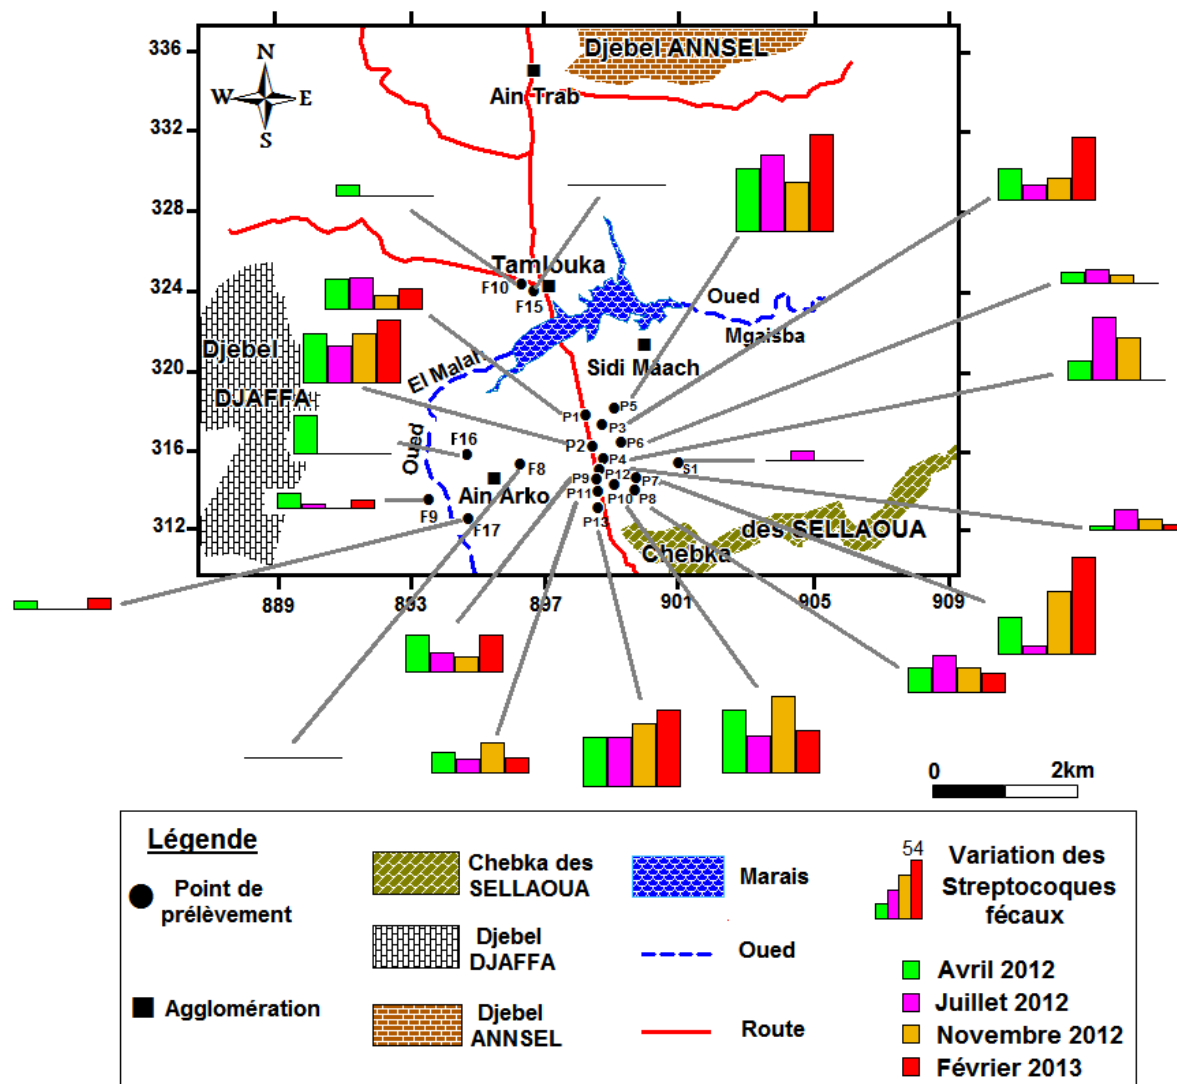 336
332
328
324
320
316
312
N
W E
S
Djebel ANNSEL
Ain Trab
Tamlouka
F10
F15
Oued
Mgaisba
Sidi Maach
El Malah
Oued
Djebel
DJAFFA
P1
P5
P3
P2
P6
P4
P12
S1
P9
P7
P11
P10
P8
P13
F16
F8
Ain Arko
F9
F17
Chebka
des SELLAOUA
889
893
897
901
905
909
0 2km
Légende
Point de
prélèvement
Agglomération
Chebka des
SELLAOUA
Djebel
DJAFFA
Djebel
ANNSEL
Marais
Oued
Route
54
Variation des
Streptocoques
fécaux
Avril 2012
Juillet 2012
Novembre 2012
Février 2013